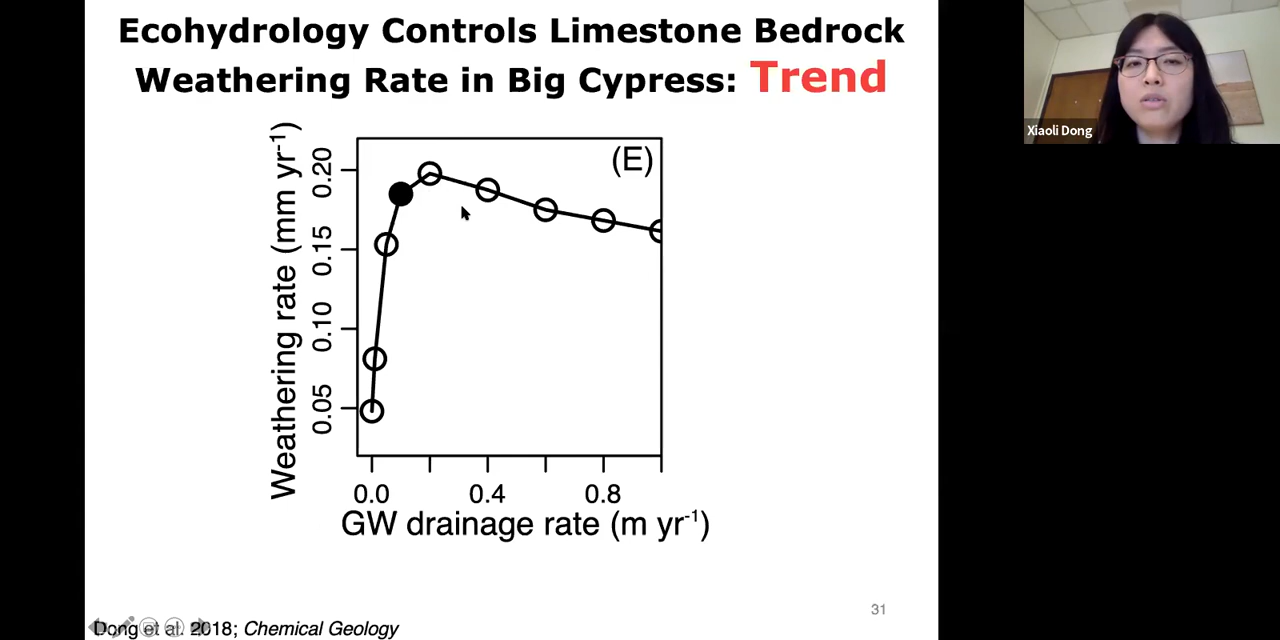 Ecohydrology Controls Limestone Bedrock
Weathering Rate in Big Cypress: Trend
Xiaoli Dong
(E)
Weathering rate (mm yr-1)
0.20
0.15
0.10
0.05
0.0 0.4 0.8
GW drainage rate (m yr-1)
31
Dong et al. 2018; Chemical Geology